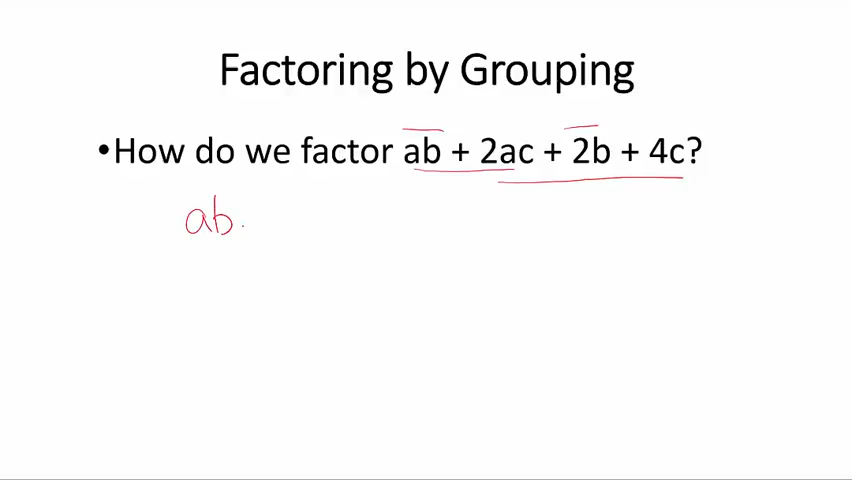 Factoring by Grouping
•How do we factor ab + 2ac + 2b + 4c?
ab